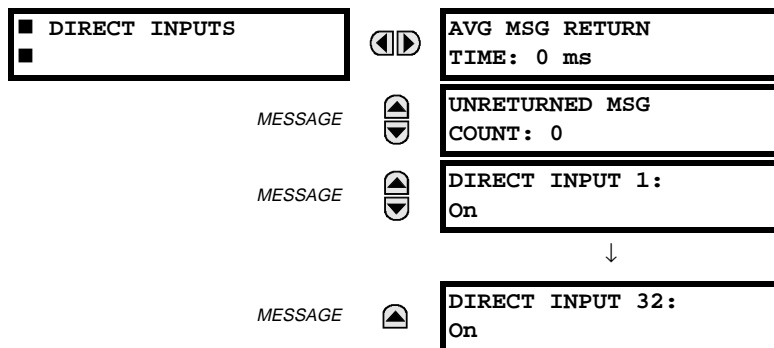 ■ DIRECT INPUTS
■
AVG MSG RETURN
TIME: 0 ms
MESSAGE
UNRETURNED MSG
COUNT: 0
MESSAGE
DIRECT INPUT 1:
On
↓
MESSAGE
DIRECT INPUT 32:
On